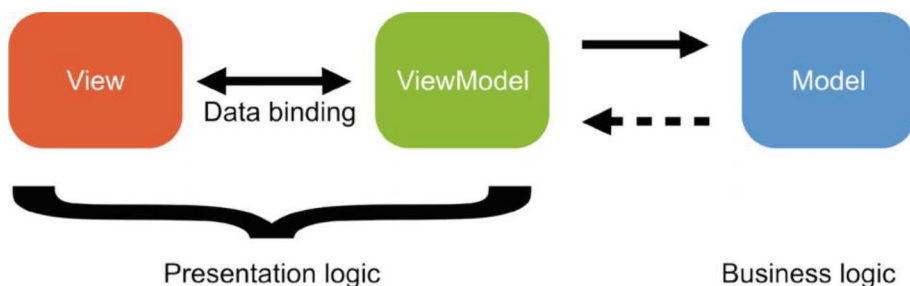 View
ViewModel
Model
Data binding
Presentation logic
Business logic